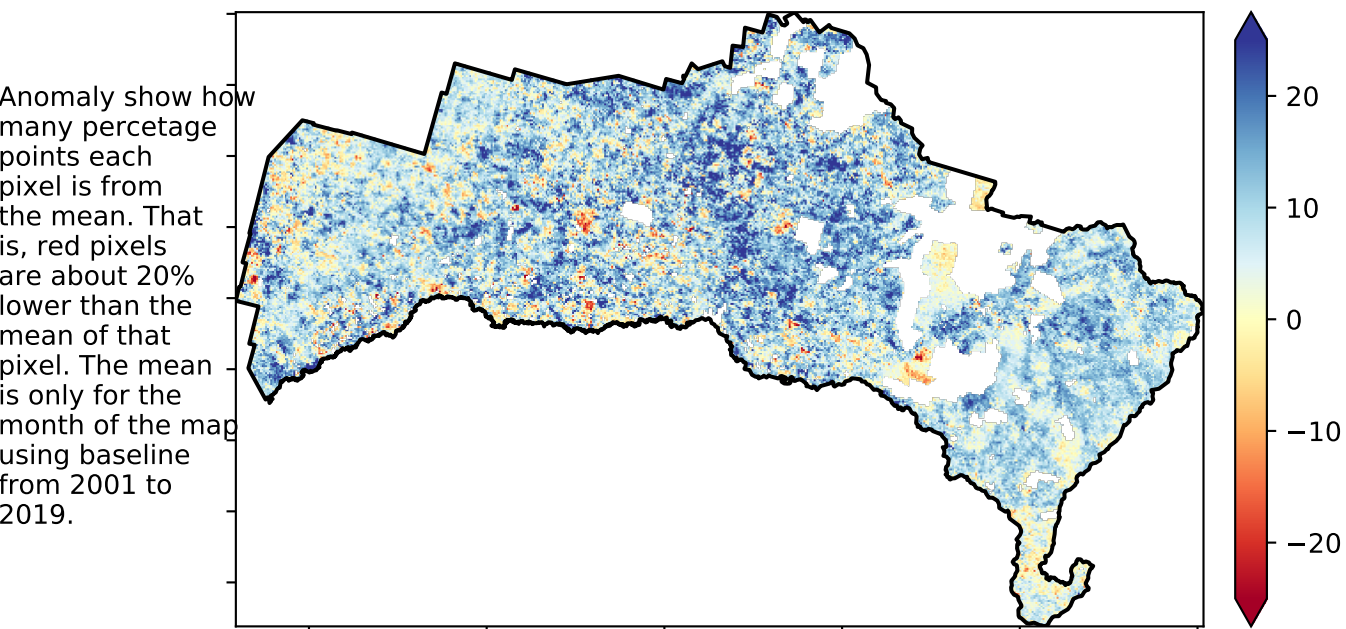 Anomaly show how
many percetage
points each
pixel is from
the mean. That
is, red pixels
are about 20%
lower than the
mean of that
pixel. The mean
is only for the
month of the map
using baseline
from 2001 to
2019.
20
10
0
−10
−20